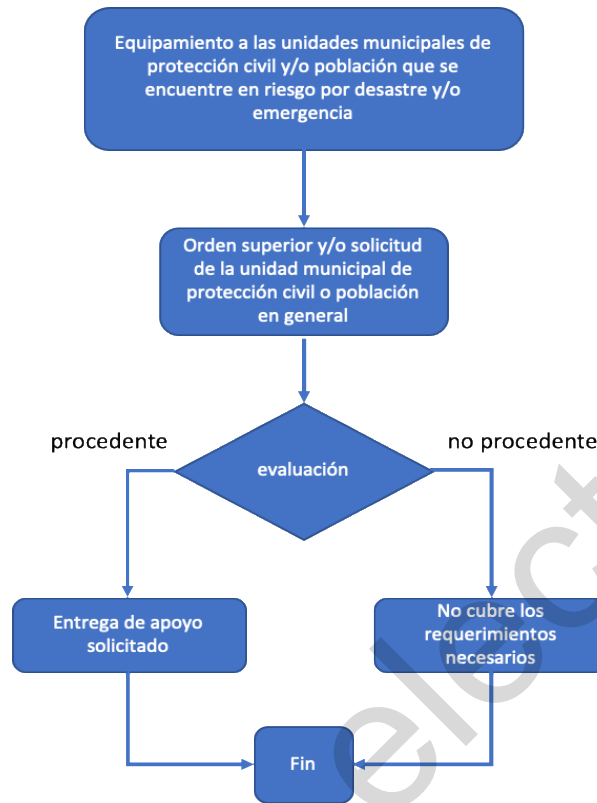 Equipamiento a las unidades municipales de
protección civil y/o población que se
encuentre en riesgo por desastre y/o
emergencia
Orden superior y/o solicitud
de la unidad municipal de
protección civil o población
en general
procedente
no procedente
evaluación
Entrega de apoyo
solicitado
No cubre los
requerimientos
necesarios
Fin
elect